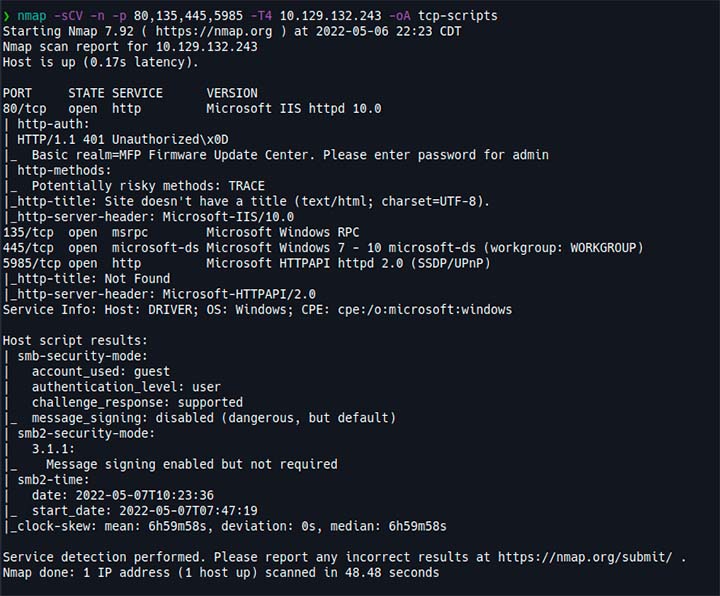 ❯ nmap -sCV -n -p 80,135,445,5985 -T4 10.129.132.243 -oA tcp-scripts
Starting Nmap 7.92 ( https://nmap.org ) at 2022-05-06 22:23 CDT
Nmap scan report for 10.129.132.243
Host is up (0.17s latency).

PORT     STATE SERVICE      VERSION
80/tcp   open  http         Microsoft IIS httpd 10.0
| http-auth:
| HTTP/1.1 401 Unauthorized\x0D
|_  Basic realm=MFP Firmware Update Center. Please enter password for admin
| http-methods:
|_  Potentially risky methods: TRACE
|_http-title: Site doesn't have a title (text/html; charset=UTF-8).
|_http-server-header: Microsoft-IIS/10.0
135/tcp  open  msrpc        Microsoft Windows RPC
445/tcp  open  microsoft-ds Microsoft Windows 7 - 10 microsoft-ds (workgroup: WORKGROUP)
5985/tcp open  http         Microsoft HTTPAPI httpd 2.0 (SSDP/UPnP)
|_http-title: Not Found
|_http-server-header: Microsoft-HTTPAPI/2.0
Service Info: Host: DRIVER; OS: Windows; CPE: cpe:/o:microsoft:windows

Host script results:
| smb-security-mode:
|   account_used: guest
|   authentication_level: user
|   challenge_response: supported
|_  message_signing: disabled (dangerous, but default)
| smb2-security-mode:
|   3.1.1:
|_    Message signing enabled but not required
| smb2-time:
|   date: 2022-05-07T10:23:36
|_  start_date: 2022-05-07T07:47:19
|_clock-skew: mean: 6h59m58s, deviation: 0s, median: 6h59m58s

Service detection performed. Please report any incorrect results at https://nmap.org/submit/ .
Nmap done: 1 IP address (1 host up) scanned in 48.48 seconds